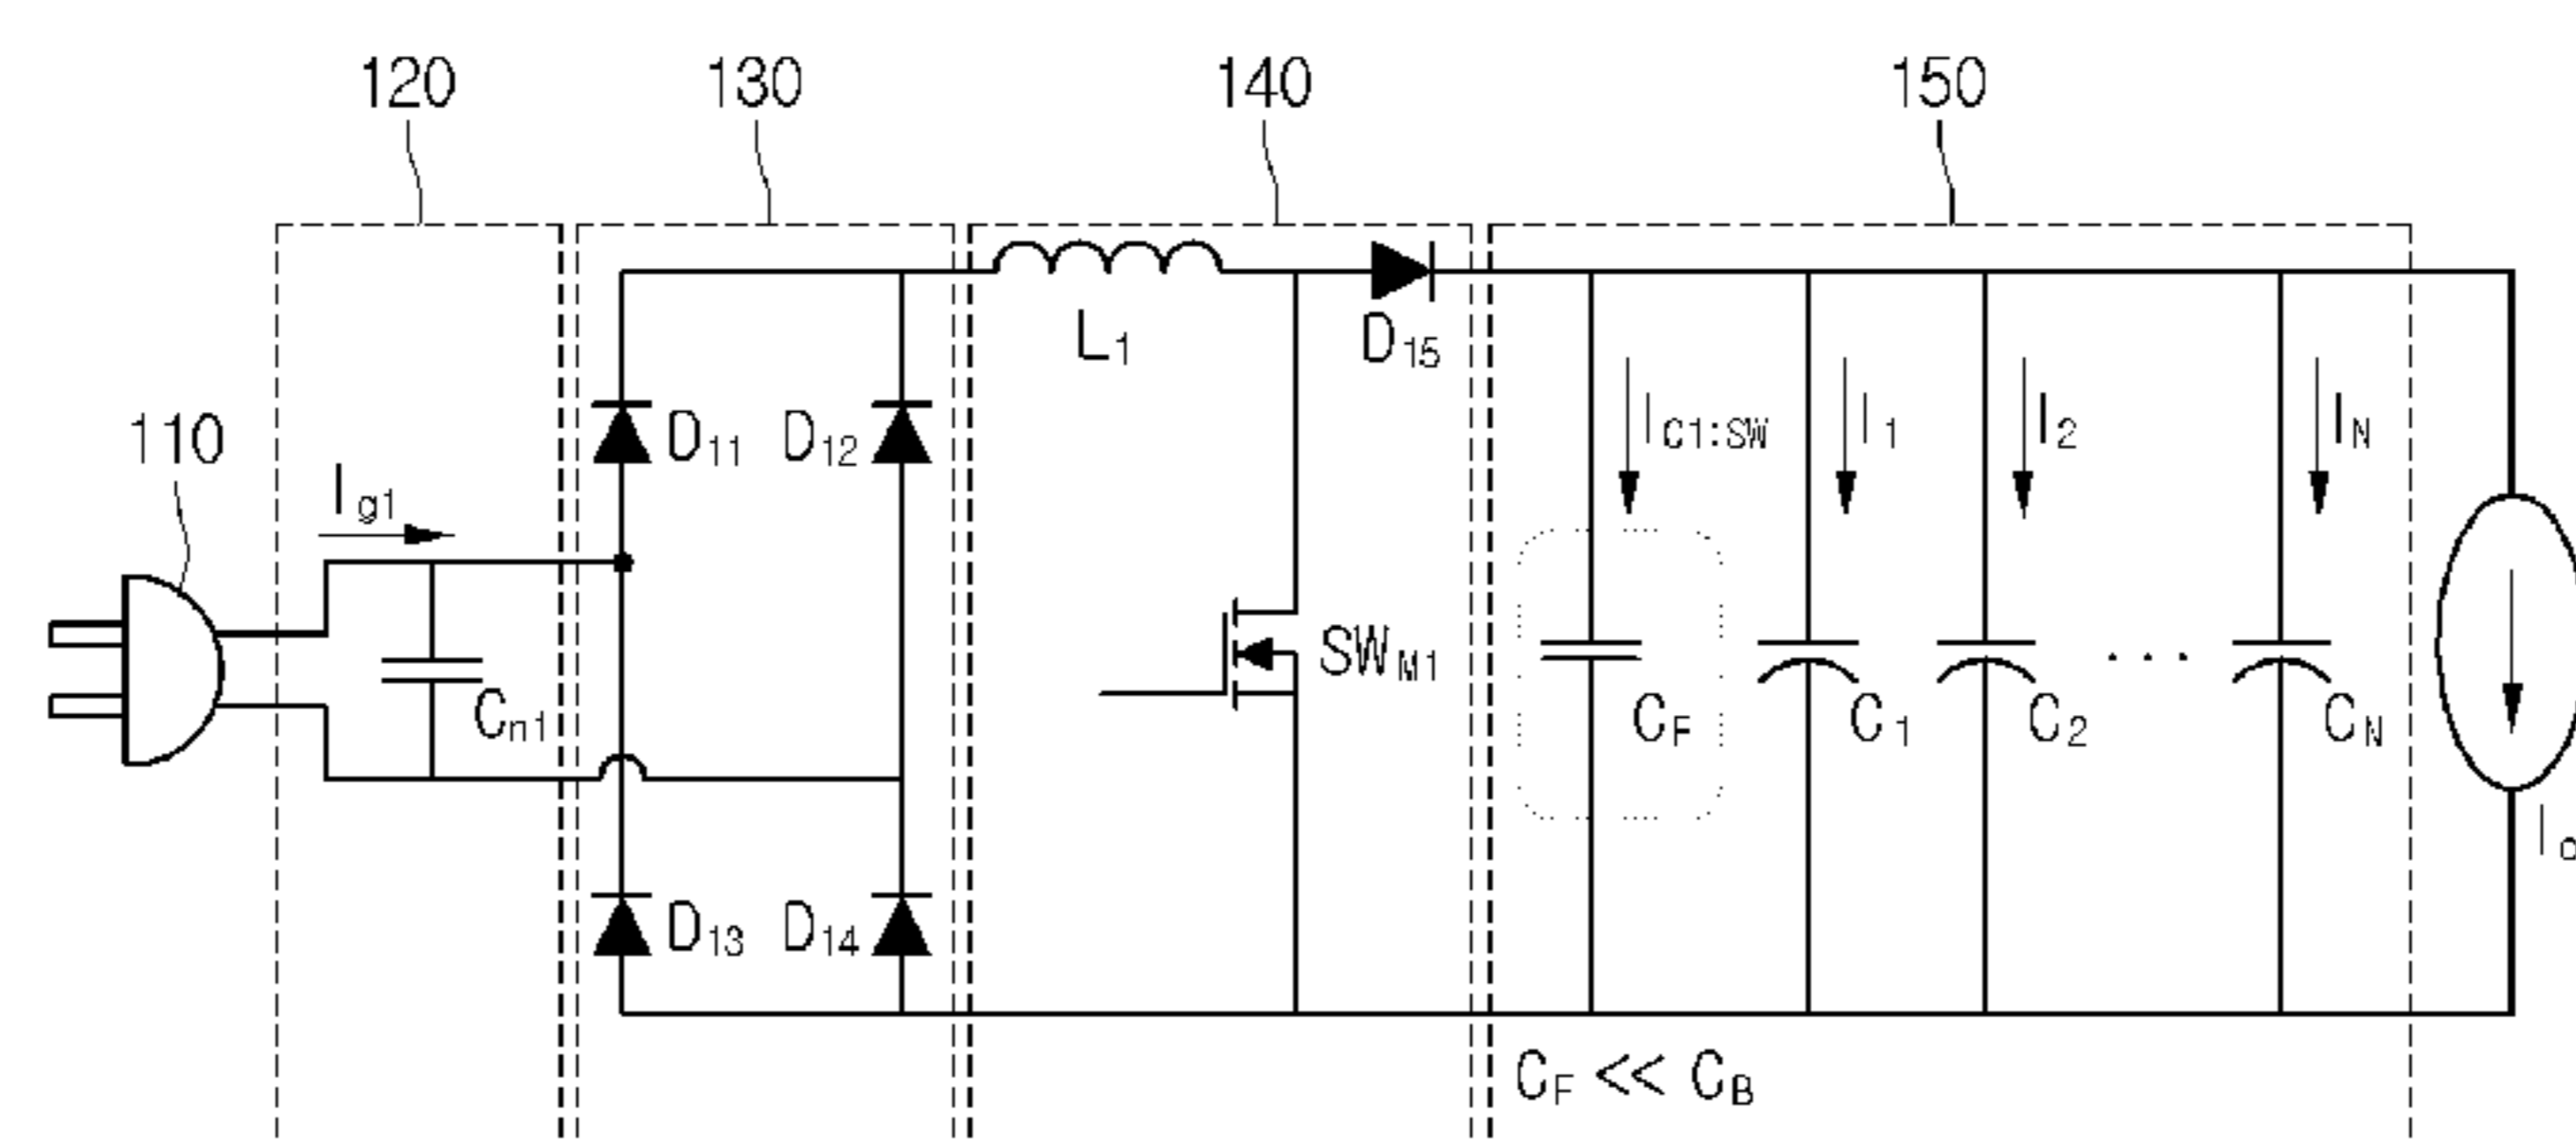 120 130 140 150
110
I g1
D11 D12
L1
D15
IC1:SW I1 I2 IN
Cn1
SWM1
CF C1 C2 ... CN
D13 D14
CF << CB